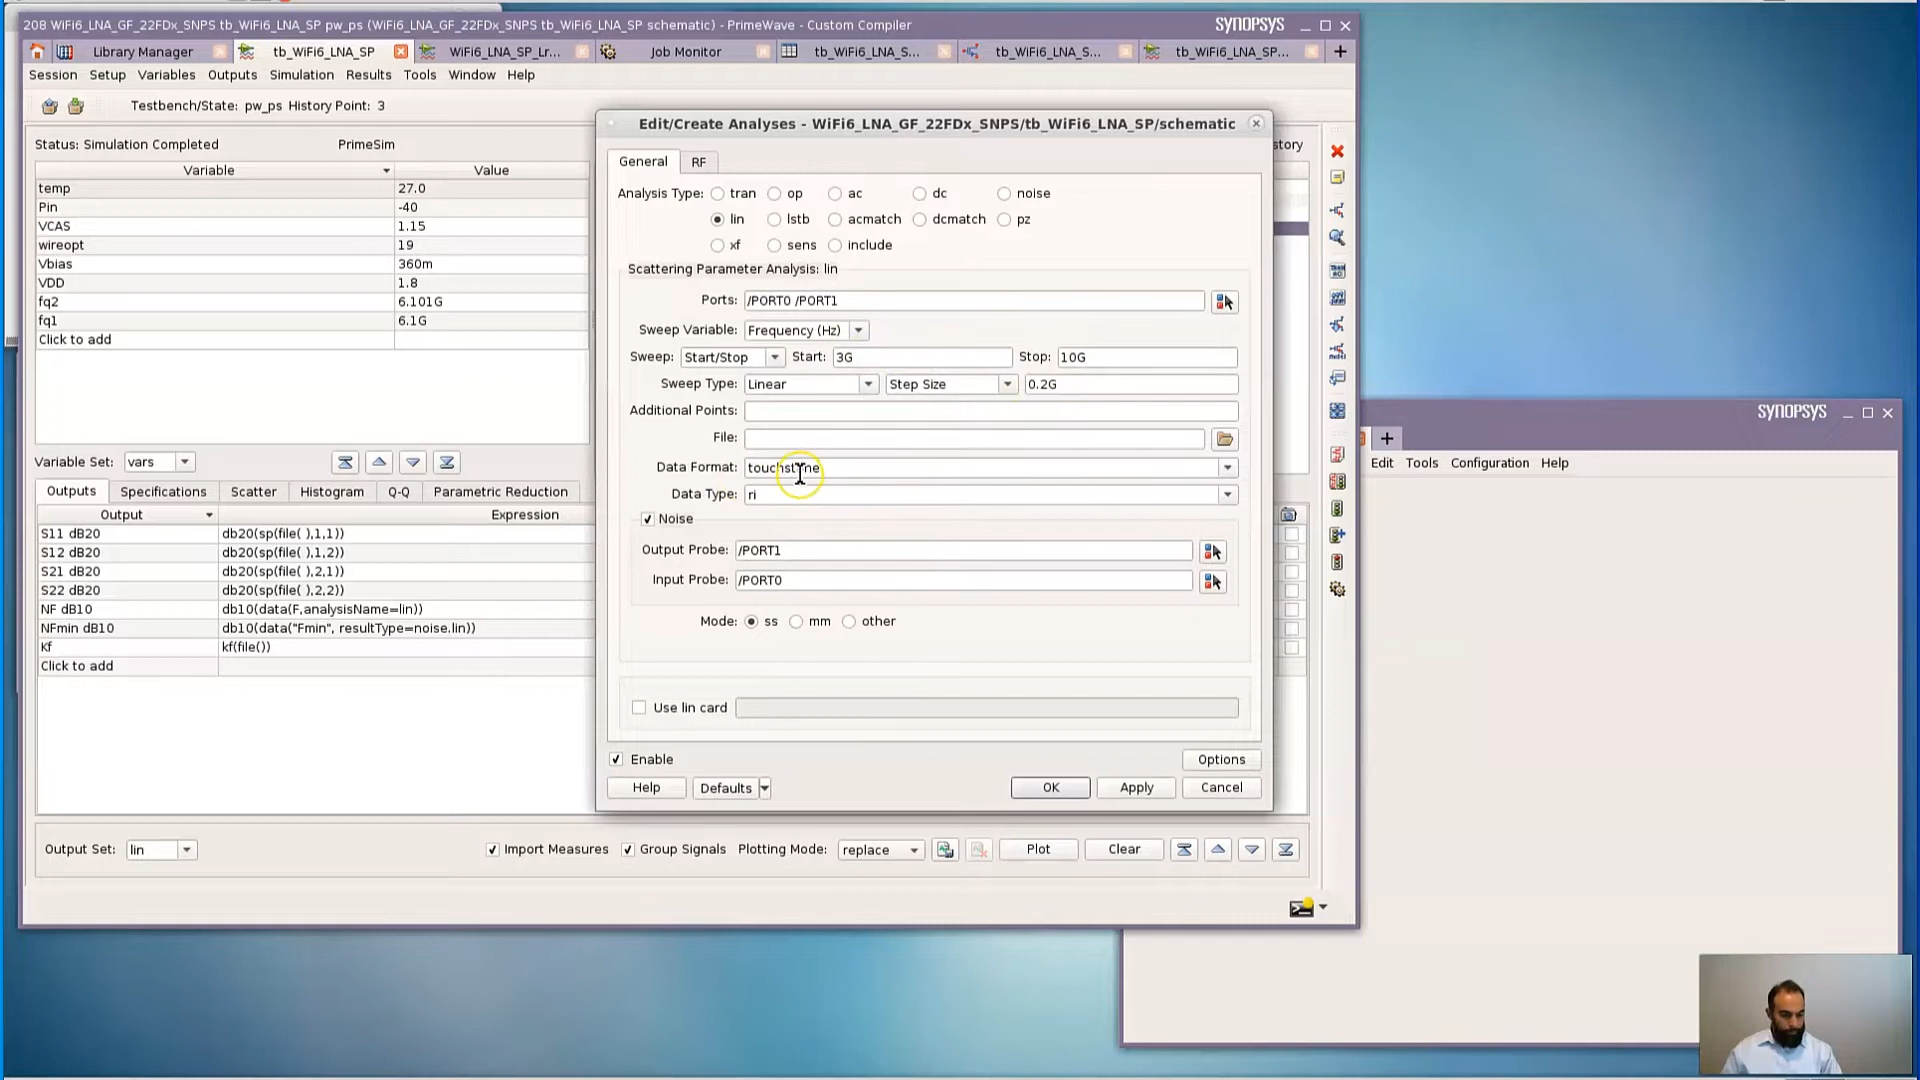 208 WiFi6_LNA_GF_22FDx_SNPS tb_WiFi6_LNA_SP pw_ps (WiFi6_LNA_GF_22FDx_SNPS tb_WiFi6_LNA_SP schematic) - PrimeWave - Custom Compiler
SYNOPSYS
Library Manager tb_WiFi6_LNA_SP WiFi6_LNA_SP_Lr... Job Monitor tb_WiFi6_LNA_S... tb_WiFi6_LNA_S... tb_WiFi6_LNA_SP...
Session Setup Variables Outputs Simulation Results Tools Window Help
Testbench/State: pw_ps History Point: 3
Status: Simulation Completed PrimeSim
story
Variable Value
temp 27.0
Pin -40
VCAS 1.15
wireopt 19
Vbias 360m
VDD 1.8
fq2 6.101G
fq1 6.1G
Click to add
Variable Set: vars
Outputs Specifications Scatter Histogram Q-Q Parametric Reduction
Output Expression
S11 dB20 db20(sp(file( ),1,1))
S12 dB20 db20(sp(file( ),1,2))
S21 dB20 db20(sp(file( ),2,1))
S22 dB20 db20(sp(file( ),2,2))
NF dB10 db10(data(F,analysisName=lin))
NFmin dB10 db10(data("Fmin", resultType=noise.lin))
Kf kf(file())
Click to add
Output Set: lin Import Measures Group Signals Plotting Mode: replace Plot Clear
Edit/Create Analyses - WiFi6_LNA_GF_22FDx_SNPS/tb_WiFi6_LNA_SP/schematic
General RF
Analysis Type: tran op ac dc noise
lin lstb acmatch dcmatch pz
xf sens include
Scattering Parameter Analysis: lin
Ports: /PORT0 /PORT1
Sweep Variable: Frequency (Hz)
Sweep: Start/Stop Start: 3G Stop: 10G
Sweep Type: Linear Step Size 0.2G
Additional Points:
File:
Data Format: touchstone
Data Type: ri
Noise
Output Probe: /PORT1
Input Probe: /PORT0
Mode: ss mm other
Use lin card
Enable Options
Help Defaults OK Apply Cancel
SYNOPSYS
Edit Tools Configuration Help